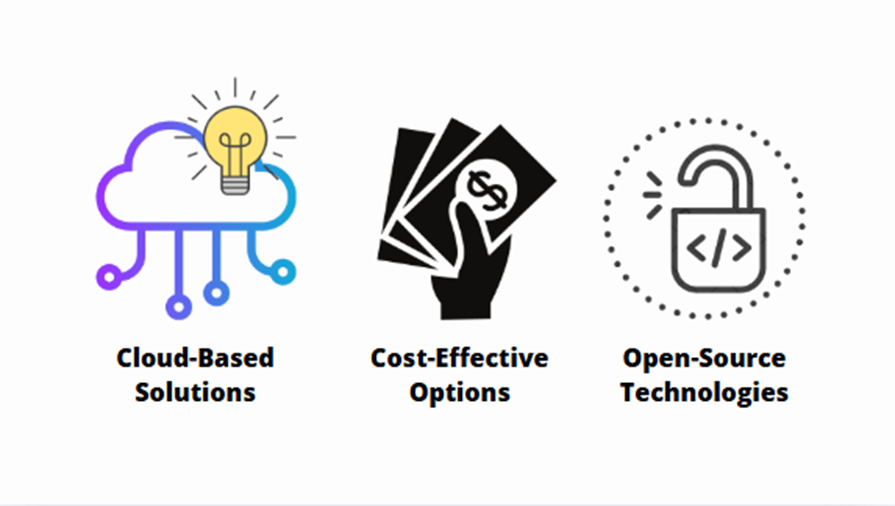 Cloud-Based
Solutions
Cost-Effective
Options
Open-Source
Technologies
$
</>